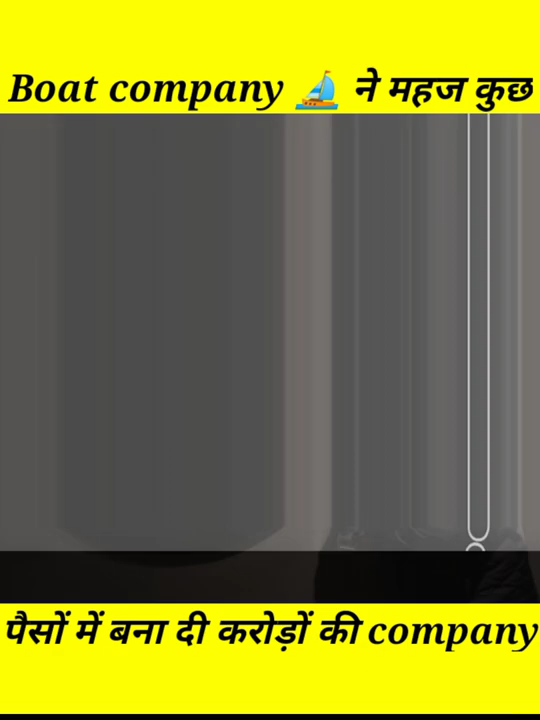 Boat company ⛵ ने महज कुछ
पैसों में बना दी करोड़ों की company